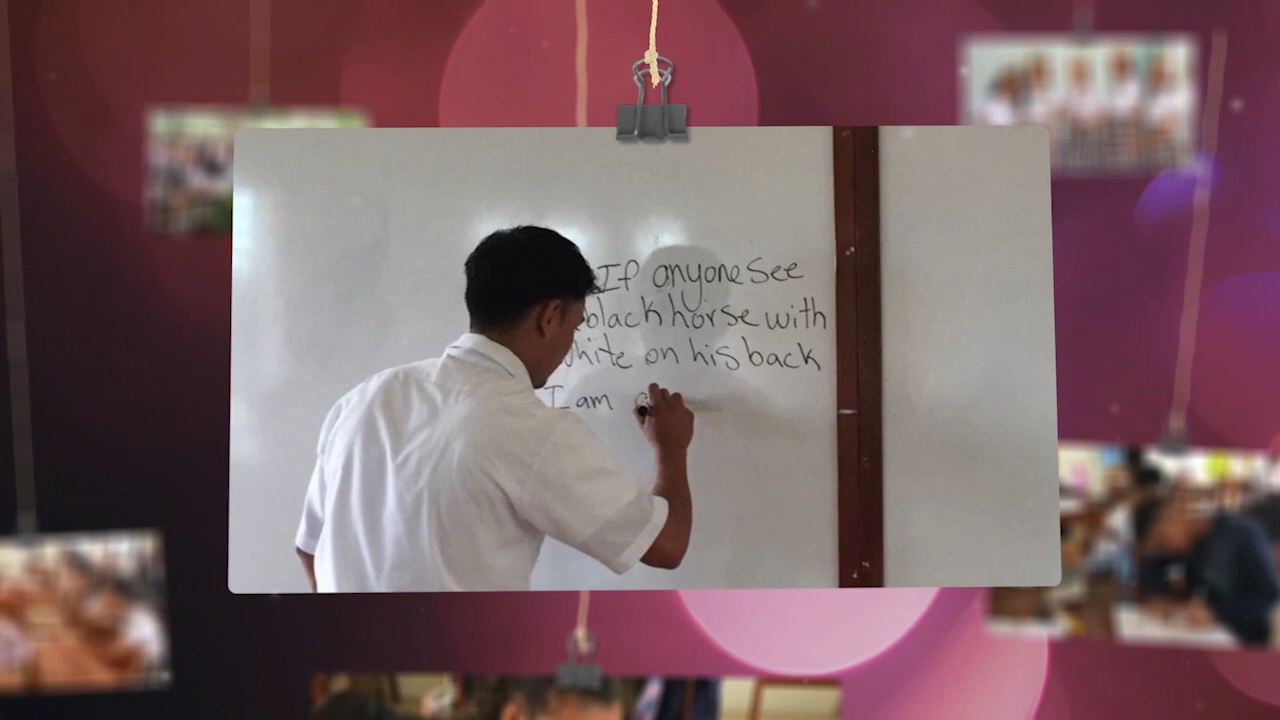 If anyone see
black horse with
white on his back
I am